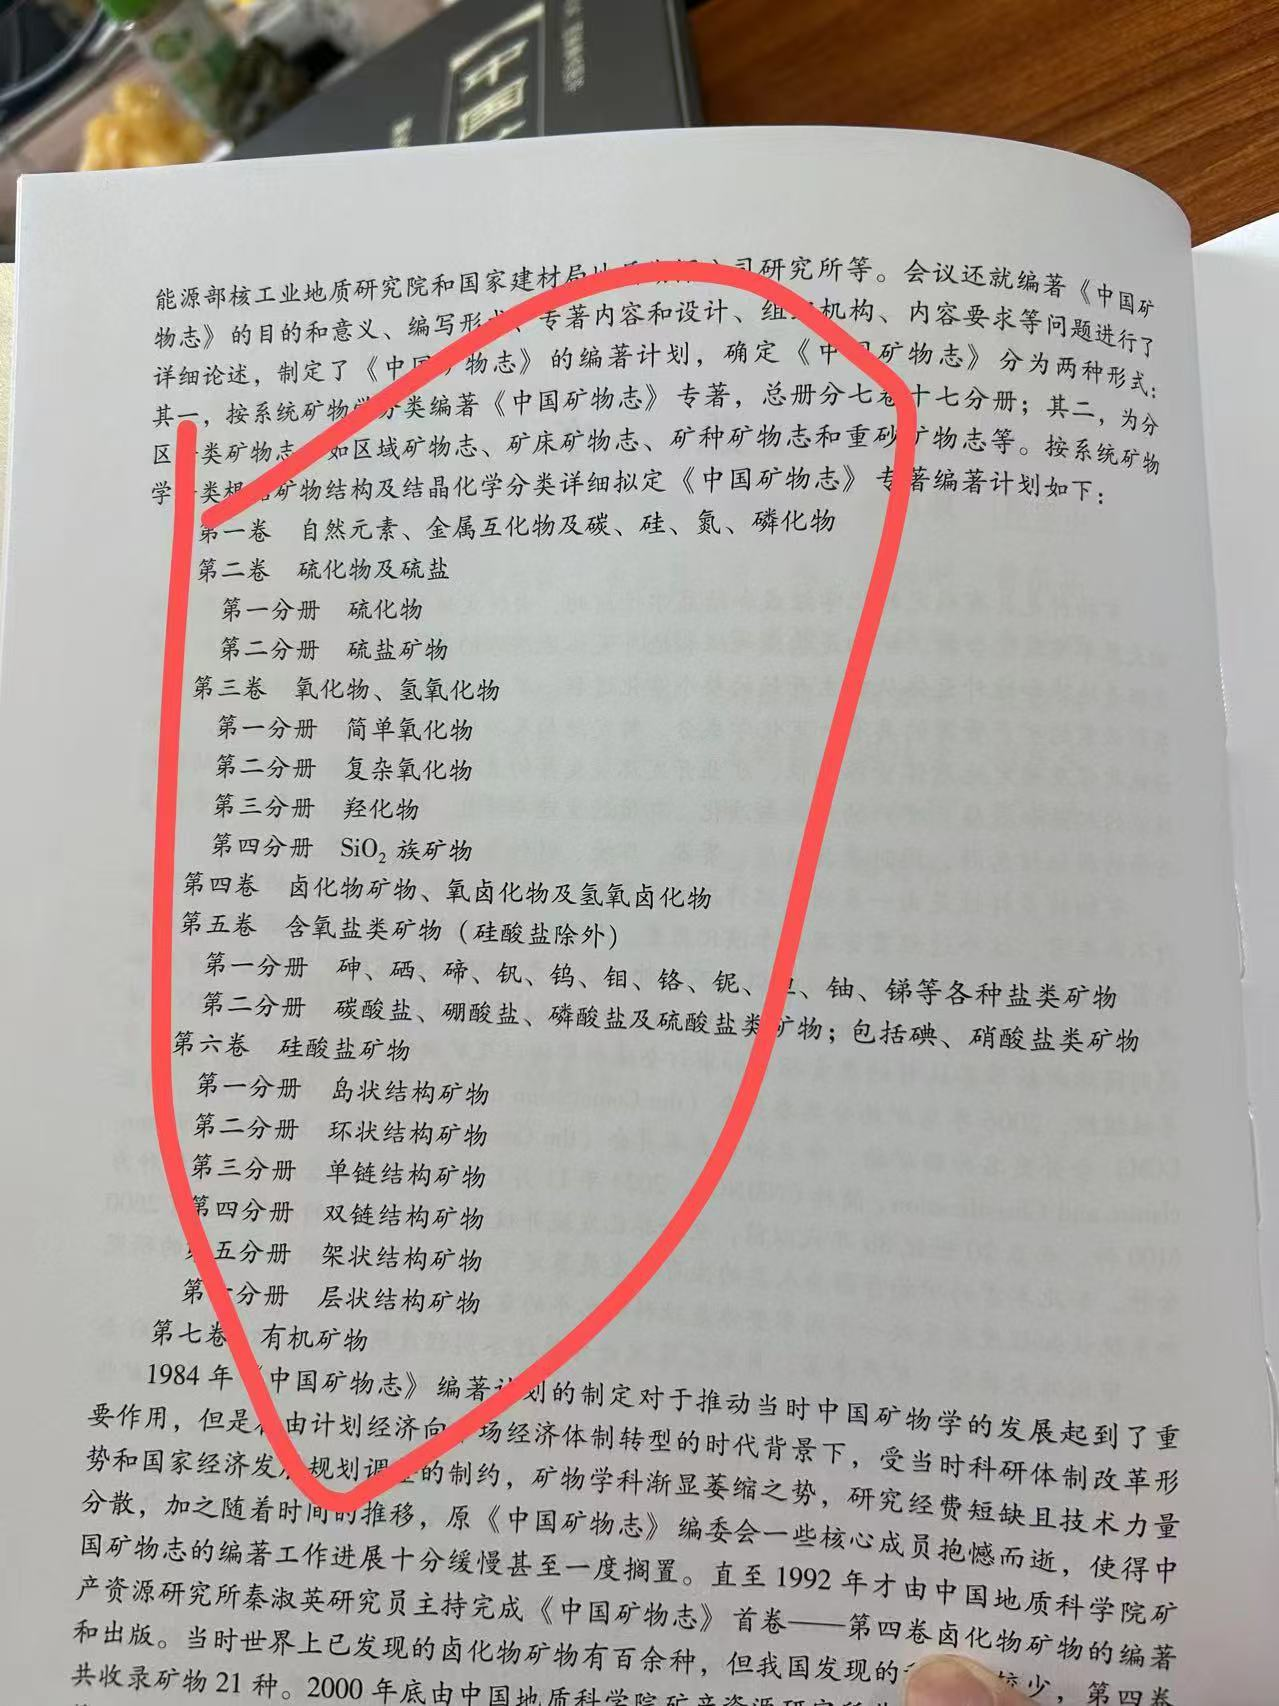 中国
能源部核工业地质研究院和国家建材局地质研究所等。会议还就编著《中国矿
物志》的目的和意义、编写形式、专著内容和设计、组织机构、内容要求等问题进行了
详细论述，制定了《中国矿物志》的编著计划，确定《中国矿物志》分为两种形式：
其一，按系统矿物学分类编著《中国矿物志》专著，总册分七卷十七分册；其二，为分
区分类矿物志，如区域矿物志、矿床矿物志、矿种矿物志和重砂矿物志等。按系统矿物
学分类根据矿物结构及结晶化学分类详细拟定《中国矿物志》专著编著计划如下：
第一卷 自然元素、金属互化物及碳、硅、氮、磷化物
第二卷 硫化物及硫盐
第一分册 硫化物
第二分册 硫盐矿物
第三卷 氧化物、氢氧化物
第一分册 简单氧化物
第二分册 复杂氧化物
第三分册 羟化物
第四分册 SiO₂ 族矿物
第四卷 卤化物矿物、氧卤化物及氢氧卤化物
第五卷 含氧盐类矿物（硅酸盐除外）
第一分册 砷、硒、碲、钒、钨、钼、铬、铌、钽、铀、锑等各种盐类矿物
第二分册 碳酸盐、硼酸盐、磷酸盐及硫酸盐类矿物；包括碘、硝酸盐类矿物
第六卷 硅酸盐矿物
第一分册 岛状结构矿物
第二分册 环状结构矿物
第三分册 单链结构矿物
第四分册 双链结构矿物
第五分册 架状结构矿物
第六分册 层状结构矿物
第七卷 有机矿物
1984 年《中国矿物志》编著计划的制定对于推动当时中国矿物学的发展起到了重
要作用，但是在由计划经济向市场经济体制转型的时代背景下，受当时科研体制改革形
势和国家经济发展规划调整的制约，矿物学科渐显萎缩之势，研究经费短缺且技术力量
分散，加之随着时间的推移，原《中国矿物志》编委会一些核心成员抱憾而逝，使得中
国矿物志的编著工作进展十分缓慢甚至一度搁置。直至 1992 年才由中国地质科学院矿
产资源研究所秦淑英研究员主持完成《中国矿物志》首卷——第四卷卤化物矿物的编著
和出版。当时世界上已发现的卤化物矿物有百余种，但我国发现的较少，第四卷
共收录矿物 21 种。2000 年底由中国地质科学院矿产资源研究所